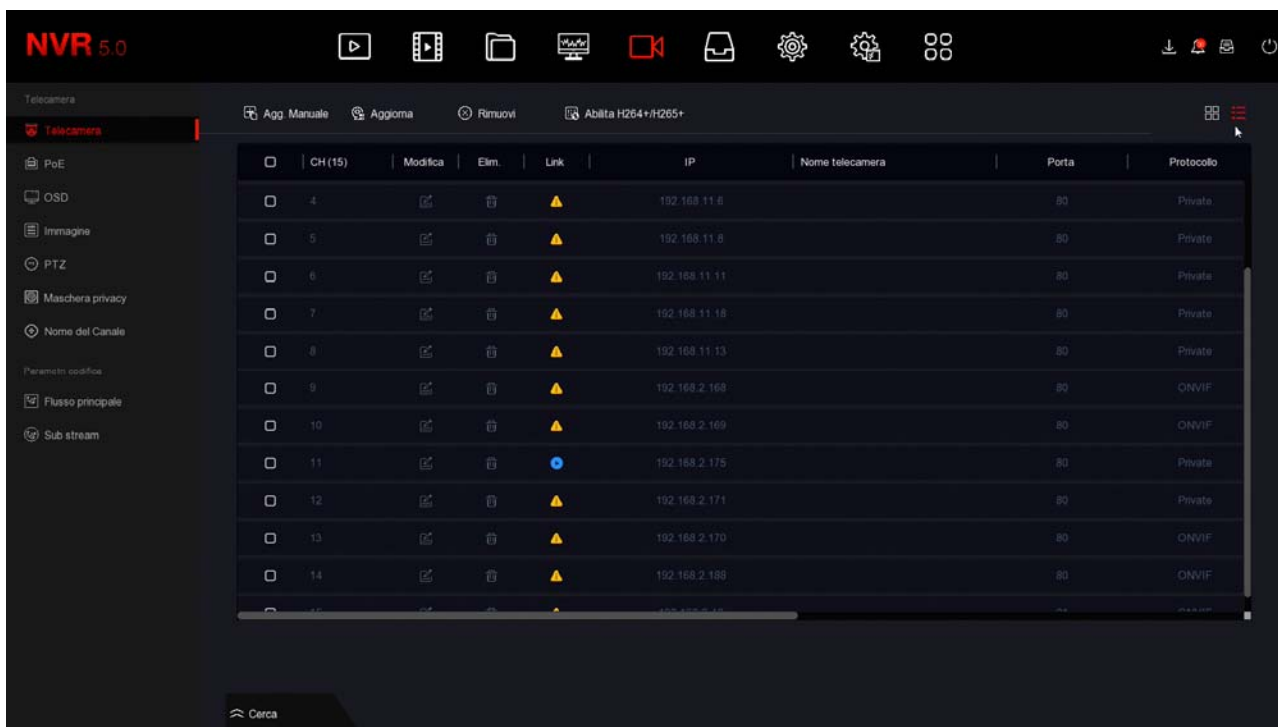 NVR 5.0
Telecamera
Telecamera
PoE
OSD
Immagine
PTZ
Maschera privacy
Nome del Canale
Flusso principale
Sub stream
Agg. Manuale Aggiorna Rimuovi Abilita H264+/H265+
CH (15) Modifica Elim. Link IP Nome telecamera Porta Protocollo
4 192.168.11.6 80 Private
5 192.168.11.8 80 Private
6 192.168.11.11 80 Private
7 192.168.11.18 80 Private
8 192.168.11.13 80 Private
9 192.168.2.168 80 ONVIF
10 192.168.2.169 80 ONVIF
11 192.168.2.175 80 Private
12 192.168.2.171 80 Private
13 192.168.2.170 80 ONVIF
14 192.168.2.188 80 ONVIF
Cerca